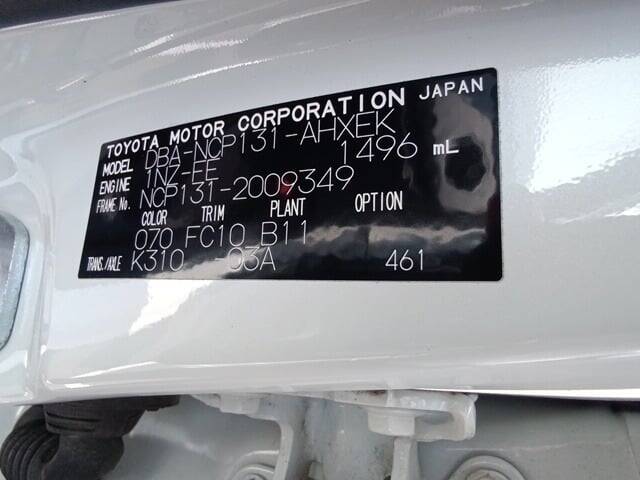 TOYOTA MOTOR CORPORATION JAPAN
MODEL DBA-NCP131-AHXEK
ENGINE 1NZ-FE 1496 mL
FRAME No. NCP131-2009349
COLOR TRIM PLANT OPTION
070 FC10 B11
TRANS./AXLE K310 -03A 461